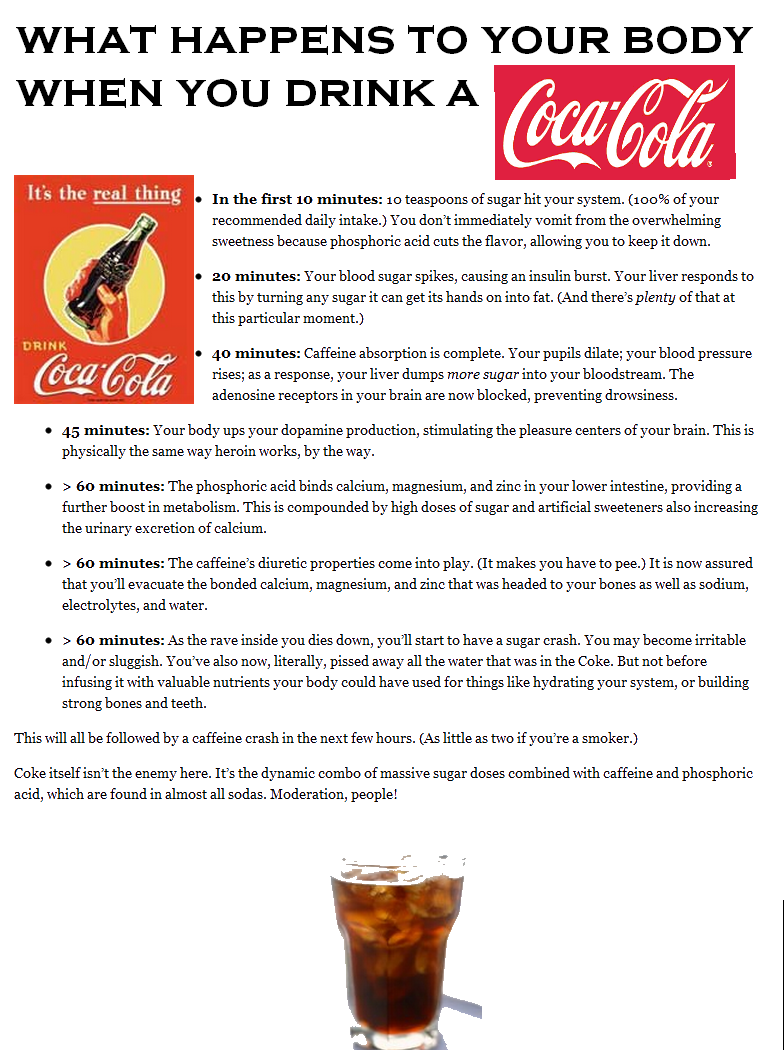 WHAT HAPPENS TO YOUR BODY
WHEN YOU DRINK A
Coca-Cola
It's the real thing
DRINK
Coca-Cola
• In the first 10 minutes: 10 teaspoons of sugar hit your system. (100% of your
recommended daily intake.) You don't immediately vomit from the overwhelming
sweetness because phosphoric acid cuts the flavor, allowing you to keep it down.
• 20 minutes: Your blood sugar spikes, causing an insulin burst. Your liver responds to
this by turning any sugar it can get its hands on into fat. (And there's plenty of that at
this particular moment.)
• 40 minutes: Caffeine absorption is complete. Your pupils dilate; your blood pressure
rises; as a response, your liver dumps more sugar into your bloodstream. The
adenosine receptors in your brain are now blocked, preventing drowsiness.
• 45 minutes: Your body ups your dopamine production, stimulating the pleasure centers of your brain. This is
physically the same way heroin works, by the way.
• > 60 minutes: The phosphoric acid binds calcium, magnesium, and zinc in your lower intestine, providing a
further boost in metabolism. This is compounded by high doses of sugar and artificial sweeteners also increasing
the urinary excretion of calcium.
• > 60 minutes: The caffeine's diuretic properties come into play. (It makes you have to pee.) It is now assured
that you'll evacuate the bonded calcium, magnesium, and zinc that was headed to your bones as well as sodium,
electrolytes, and water.
• > 60 minutes: As the rave inside you dies down, you'll start to have a sugar crash. You may become irritable
and/or sluggish. You've also now, literally, pissed away all the water that was in the Coke. But not before
infusing it with valuable nutrients your body could have used for things like hydrating your system, or building
strong bones and teeth.
This will all be followed by a caffeine crash in the next few hours. (As little as two if you're a smoker.)
Coke itself isn't the enemy here. It's the dynamic combo of massive sugar doses combined with caffeine and phosphoric
acid, which are found in almost all sodas. Moderation, people!